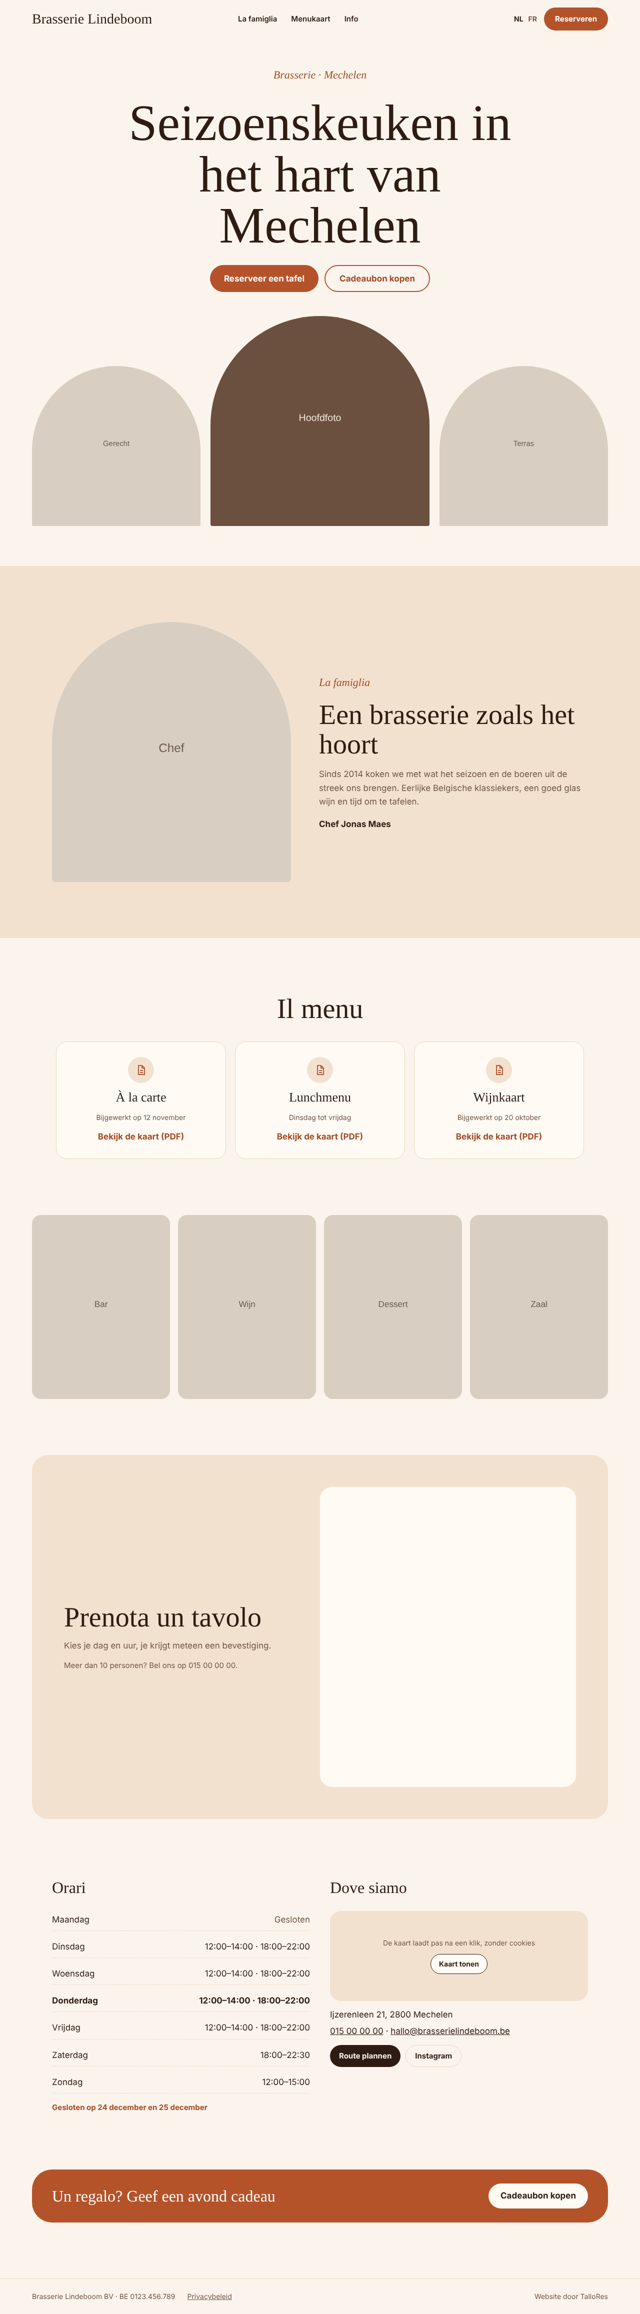 Brasserie Lindeboom
La famiglia Menukaart Info
NL FR Reserveren
Brasserie · Mechelen
Seizoenskeuken in
het hart van
Mechelen
Reserveer een tafel Cadeaubon kopen
Gerecht
Hoofdfoto
Terras
Chef
La famiglia
Een brasserie zoals het
hoort
Sinds 2014 koken we met wat het seizoen en de boeren uit de
streek ons brengen. Eerlijke Belgische klassiekers, een goed glas
wijn en tijd om te tafelen.
Chef Jonas Maes
Il menu
À la carte
Bijgewerkt op 12 november
Bekijk de kaart (PDF)
Lunchmenu
Dinsdag tot vrijdag
Bekijk de kaart (PDF)
Wijnkaart
Bijgewerkt op 20 oktober
Bekijk de kaart (PDF)
Bar
Wijn
Dessert
Zaal
Prenota un tavolo
Kies je dag en uur, je krijgt meteen een bevestiging.
Meer dan 10 personen? Bel ons op 015 00 00 00.
Orari
Maandag Gesloten
Dinsdag 12:00–14:00 · 18:00–22:00
Woensdag 12:00–14:00 · 18:00–22:00
Donderdag 12:00–14:00 · 18:00–22:00
Vrijdag 12:00–14:00 · 18:00–22:00
Zaterdag 18:00–22:30
Zondag 12:00–15:00
Gesloten op 24 december en 25 december
Dove siamo
De kaart laadt pas na een klik, zonder cookies
Kaart tonen
Ijzerenleen 21, 2800 Mechelen
015 00 00 00 · hallo@brasserielindeboom.be
Route plannen Instagram
Un regalo? Geef een avond cadeau
Cadeaubon kopen
Brasserie Lindeboom BV · BE 0123.456.789 Privacybeleid
Website door TalloRes